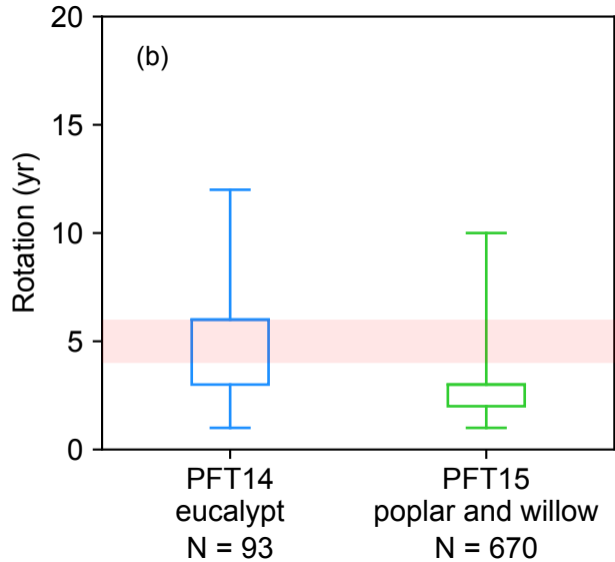 (b)
Rotation (yr)
20
15
10
5
0
PFT14
eucalypt
N = 93
PFT15
poplar and willow
N = 670